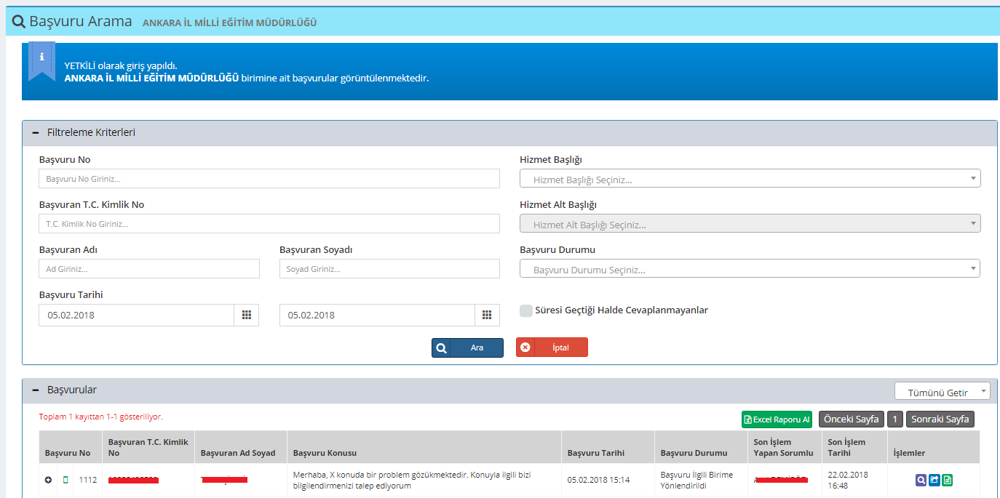 Başvuru Arama ANKARA İL MİLLİ EĞİTİM MÜDÜRLÜĞÜ
YETKİLİ olarak giriş yapıldı.
ANKARA İL MİLLİ EĞİTİM MÜDÜRLÜĞÜ birimine ait başvurular görüntülenmektedir.
Filtreleme Kriterleri
Başvuru No
Başvuru No Giriniz...
Hizmet Başlığı
Hizmet Başlığı Seçiniz...
Başvuran T.C. Kimlik No
T.C. Kimlik No Giriniz...
Hizmet Alt Başlığı
Hizmet Alt Başlığı Seçiniz...
Başvuran Adı
Ad Giriniz...
Başvuran Soyadı
Soyad Giriniz...
Başvuru Durumu
Başvuru Durumu Seçiniz...
Başvuru Tarihi
05.02.2018
05.02.2018
Süresi Geçtiği Halde Cevaplanmayanlar
Ara
İptal
Başvurular
Tümünü Getir
Toplam 1 kayıttan 1-1 gösteriliyor.
Excel Raporu Al
Önceki Sayfa
1
Sonraki Sayfa
Başvuru No
Başvuran T.C. Kimlik
No
Başvuran Ad Soyad
Başvuru Konusu
Başvuru Tarihi
Başvuru Durumu
Son İşlem
Yapan Sorumlu
Son İşlem
Tarihi
İşlemler
1112
Merhaba, X konuda bir problem gözükmektedir. Konuyla ilgili bizi
bilgilendirmenizi talep ediyorum
05.02.2018 15:14
Başvuru İlgili Birime
Yönlendirildi
22.02.2018
16:48